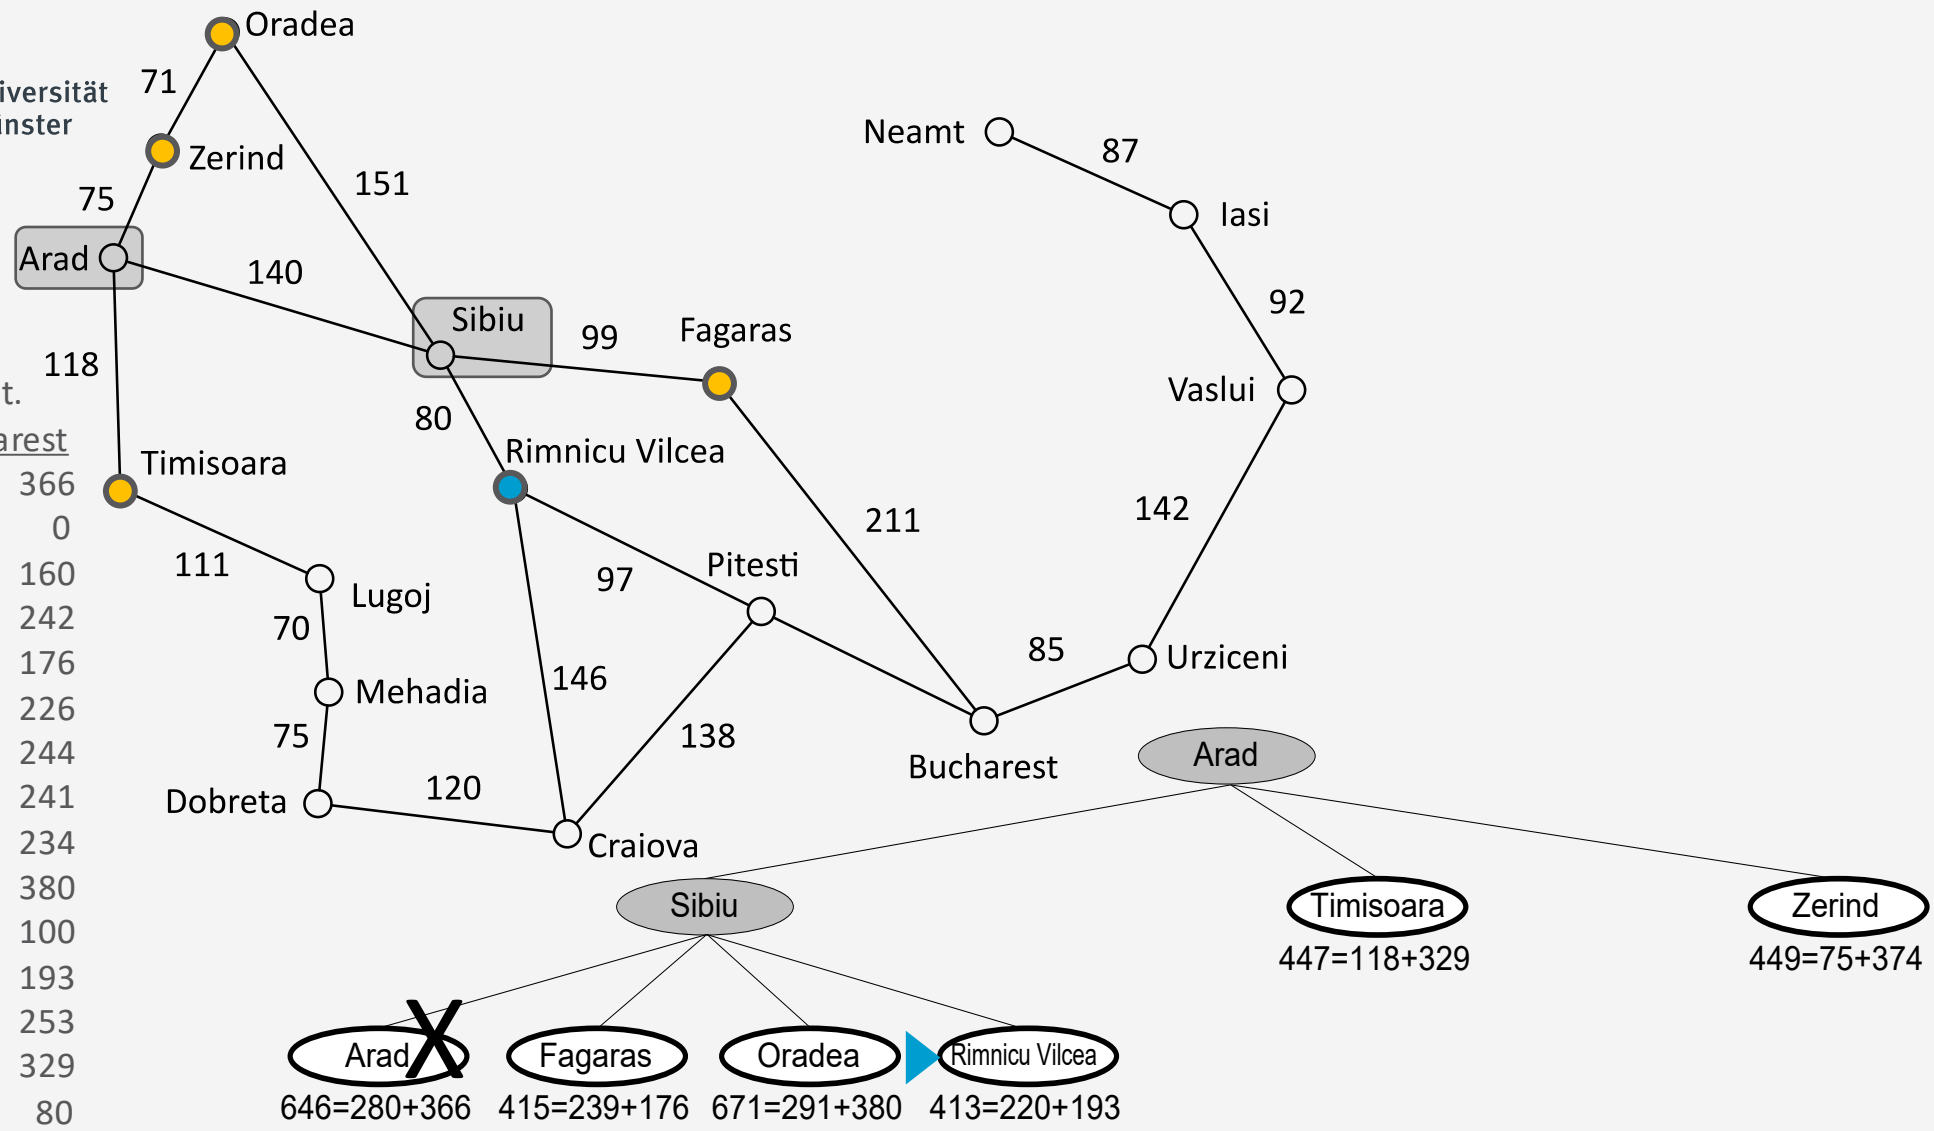 Oradea
71
iversität
ünster
Neamt
87
Zerind
151
75
Iasi
Arad
140
92
Sibiu
99
Fagaras
118
t.
Vaslui
80
arest
Rimnicu Vilcea
Timisoara
366
142
211
0
111
97
Pitesti
160
Lugoj
242
70
85
Urziceni
176
146
Mehadia
226
75
138
244
Bucharest
Arad
241
Dobreta
120
234
Craiova
380
100
Sibiu
Timisoara
Zerind
447=118+329
449=75+374
193
253
X
329
Arad
Fagaras
Oradea
Rimnicu Vilcea
80
646=280+366
415=239+176
671=291+380
413=220+193